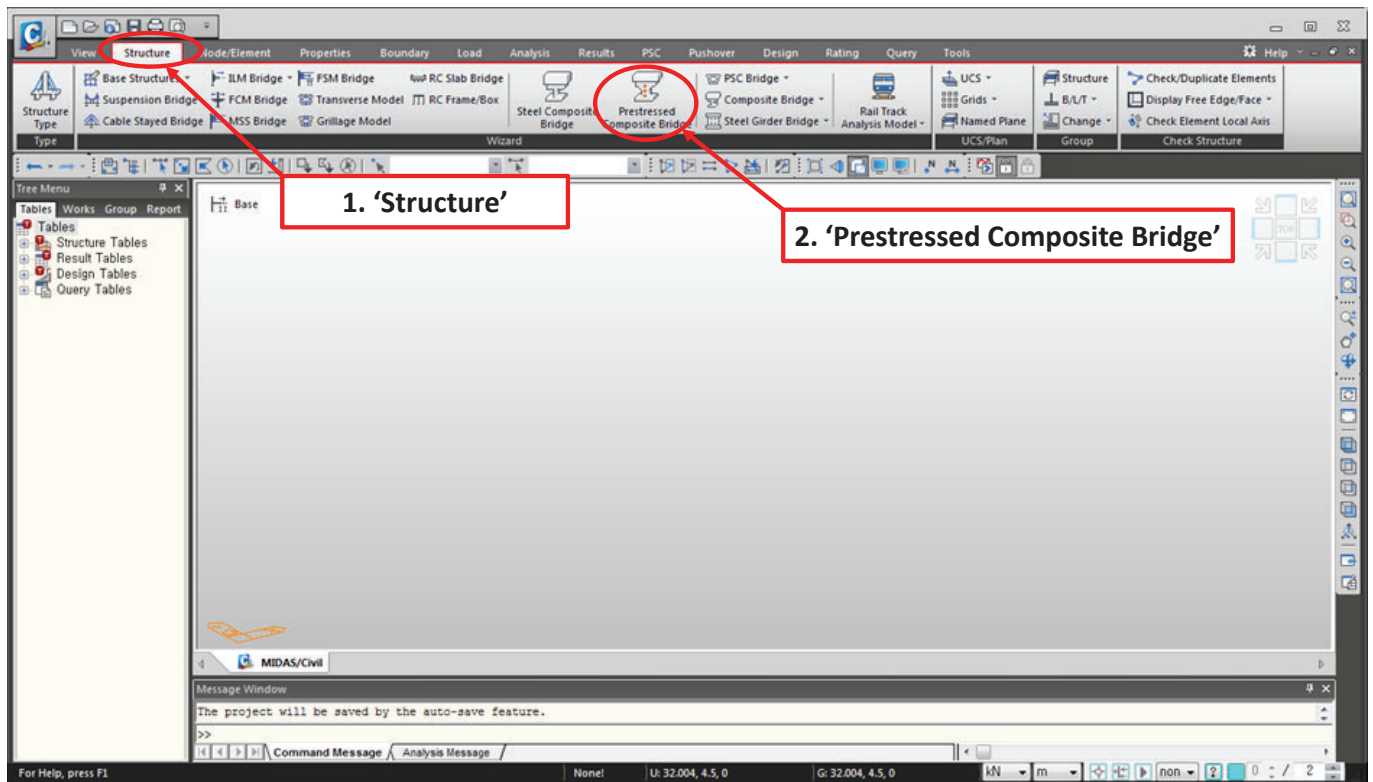 View Structure Node/Element Properties Boundary Load Analysis Results PSC Pushover Design Rating Query Tools Help
Structure Type
Type
Base Structures
Suspension Bridge
Cable Stayed Bridge
ILM Bridge
FCM Bridge
MSS Bridge
FSM Bridge
Transverse Model
Grillage Model
RC Slab Bridge
RC Frame/Box
Steel Composite Bridge
Prestressed Composite Bridge
PSC Bridge
Composite Bridge
Steel Girder Bridge
Rail Track Analysis Model
Wizard
UCS
Grids
Named Plane
UCS/Plan
Structure
B/L/T
Change
Group
Check/Duplicate Elements
Display Free Edge/Face
Check Element Local Axis
Check Structure
Tree Menu
Tables Works Group Report
Tables
Structure Tables
Result Tables
Design Tables
Query Tables
Base
1. ‘Structure’
2. ‘Prestressed Composite Bridge’
TOP
MIDAS/Civil
Message Window
The project will be saved by the auto-save feature.
>>
Command Message Analysis Message
For Help, press F1 None! U: 32.004, 4.5, 0 G: 32.004, 4.5, 0 kN m non 0 / 2